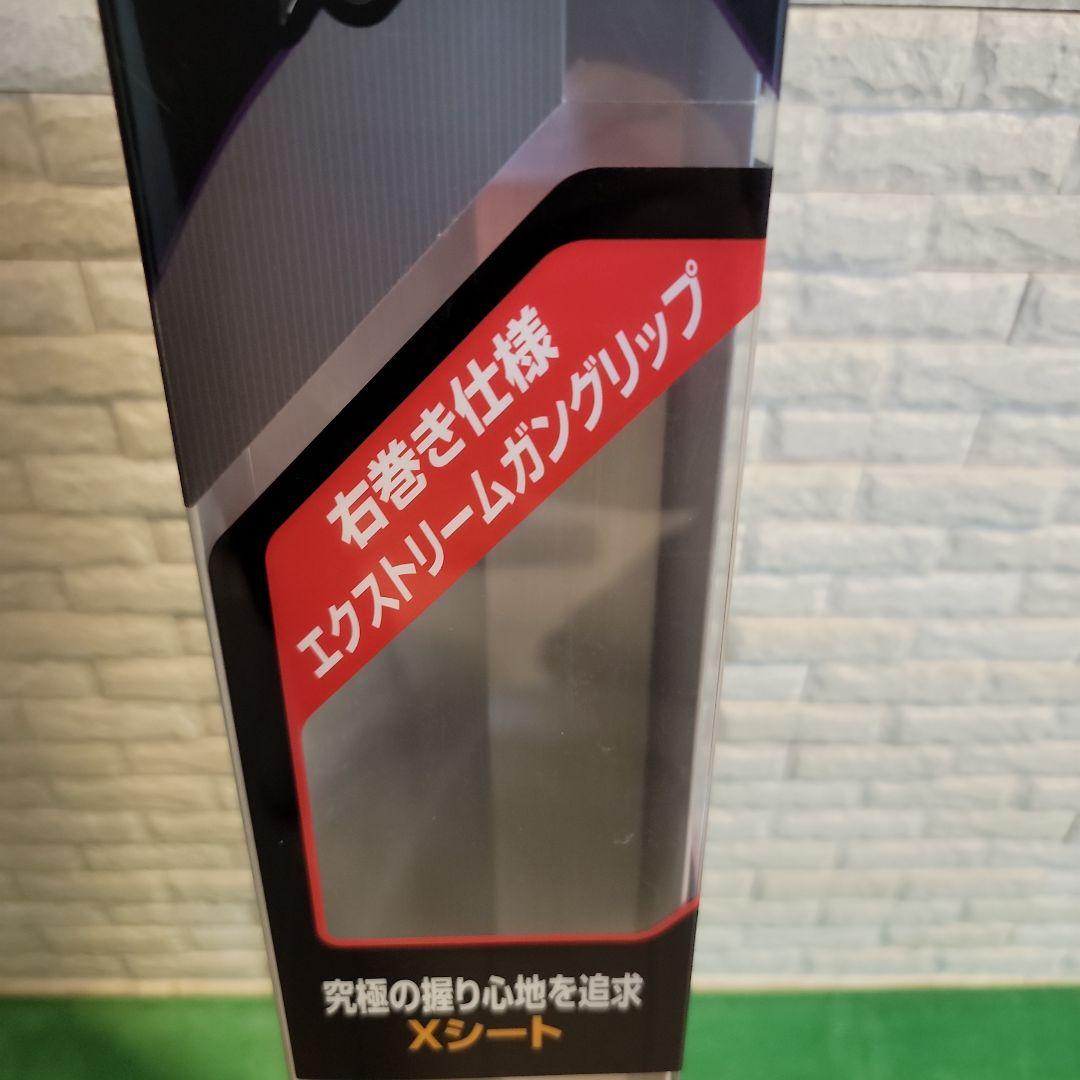 右巻き仕様
エクストリームガングリップ
究極の握り心地を追求
Xシート